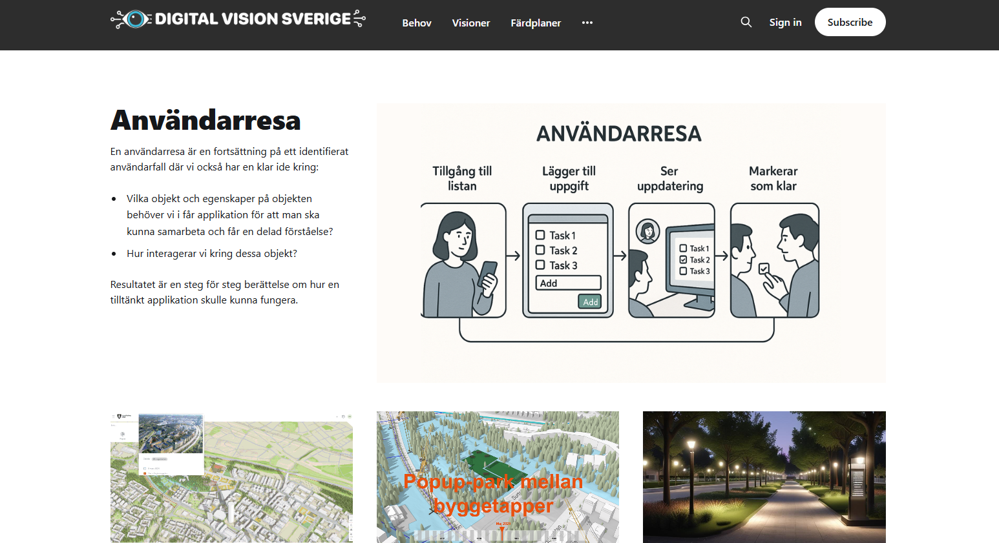 DIGITAL VISION SVERIGE
Behov
Visioner
Färdplaner
Sign in
Subscribe
Användarresa
En användarresa är en fortsättning på ett identifierat
användarfall där vi också har en klar ide kring:
Vilka objekt och egenskaper på objekten
behöver vi i får applikation för att man ska
kunna samarbeta och får en delad förståelse?
Hur interagerar vi kring dessa objekt?
Resultatet är en steg för steg berättelse om hur en
tilltänkt applikation skulle kunna fungera.
ANVÄNDARRESA
Tillgång till
listan
Lägger till
uppgift
Ser
uppdatering
Markerar
som klar
Task 1
Task 2
Task 3
Add
Add
Task 1
Task 2
Task 3
Popup-park mellan
byggetapper